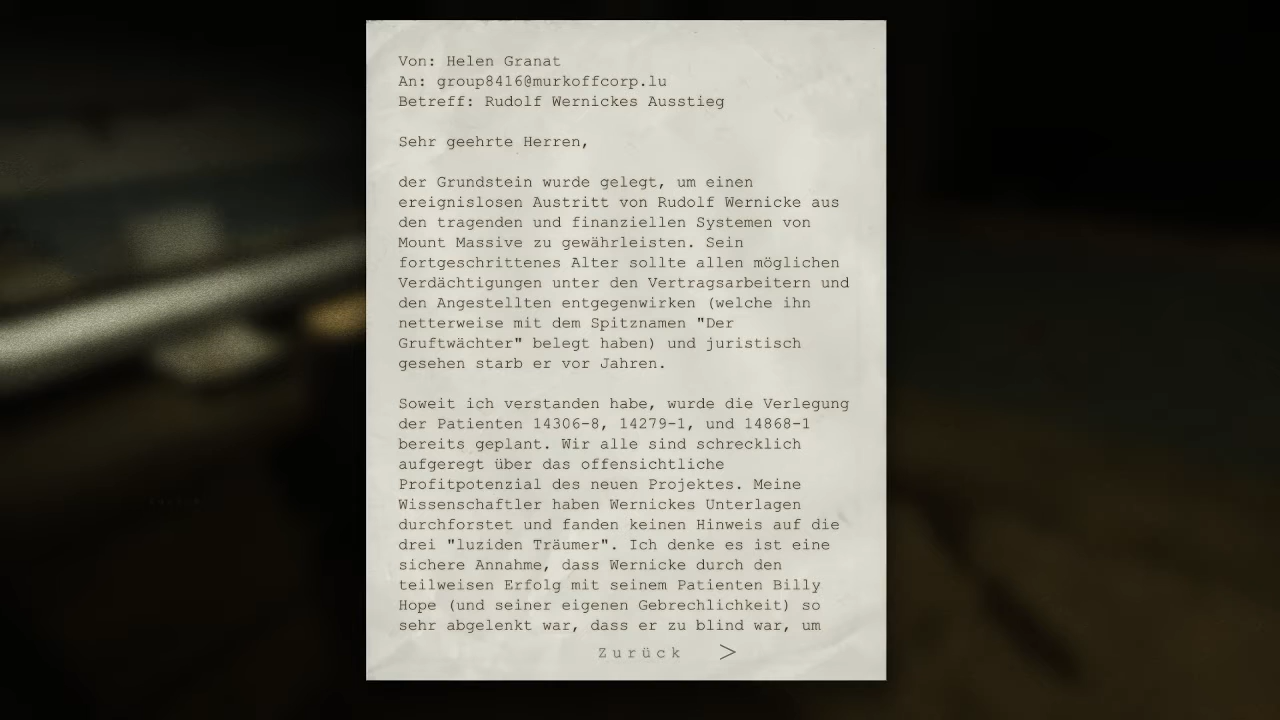 Von: Helen Granat
An: group8416@murkoffcorp.lu
Betreff: Rudolf Wernickes Ausstieg
Sehr geehrte Herren,
der Grundstein wurde gelegt, um einen
ereignislosen Austritt von Rudolf Wernicke aus
den tragenden und finanziellen Systemen von
Mount Massive zu gewährleisten. Sein
fortgeschrittenes Alter sollte allen möglichen
Verdächtigungen unter den Vertragsarbeitern und
den Angestellten entgegenwirken (welche ihn
netterweise mit dem Spitznamen "Der
Gruftwächter" belegt haben) und juristisch
gesehen starb er vor Jahren.
Soweit ich verstanden habe, wurde die Verlegung
der Patienten 14306-8, 14279-1, und 14868-1
bereits geplant. Wir alle sind schrecklich
aufgeregt über das offensichtliche
Profitpotenzial des neuen Projektes. Meine
Wissenschaftler haben Wernickes Unterlagen
durchforstet und fanden keinen Hinweis auf die
drei "luziden Träumer". Ich denke es ist eine
sichere Annahme, dass Wernicke durch den
teilweisen Erfolg mit seinem Patienten Billy
Hope (und seiner eigenen Gebrechlichkeit) so
sehr abgelenkt war, dass er zu blind war, um
Zurück >